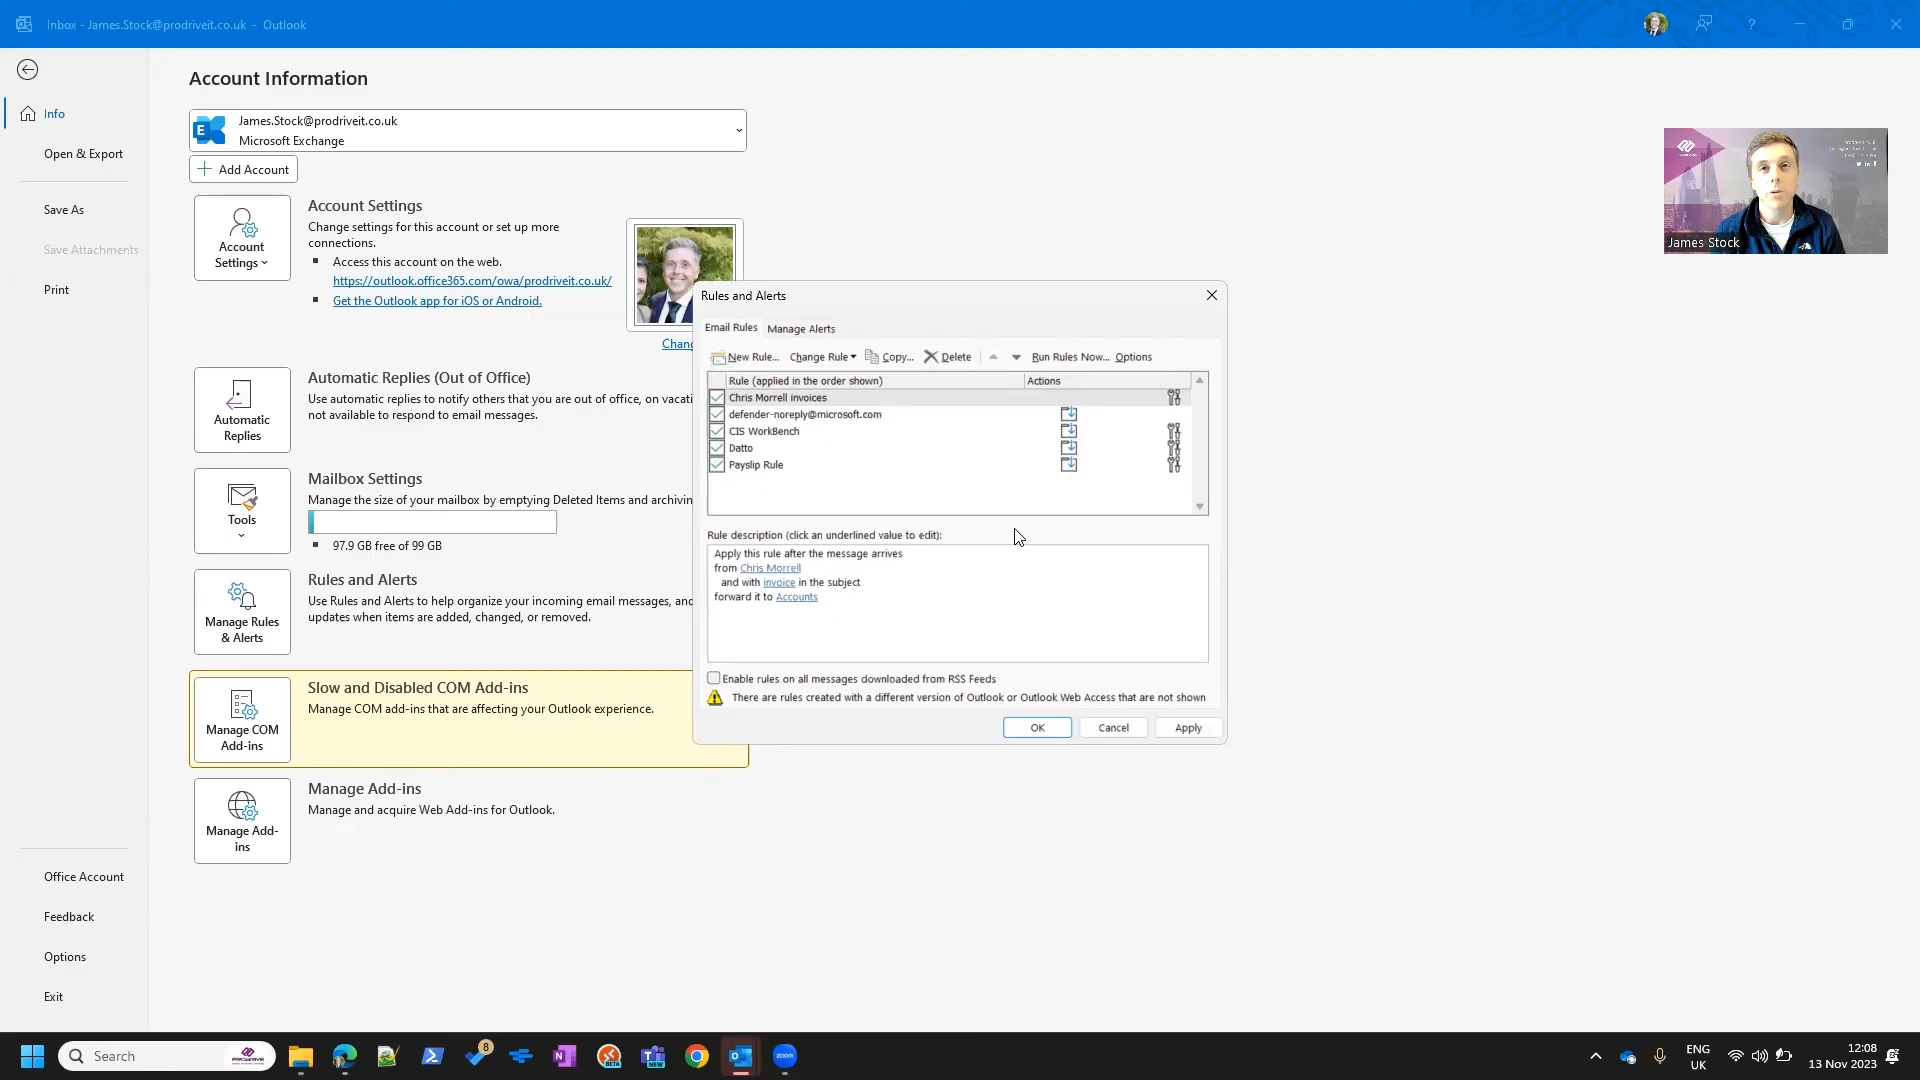 Inbox - James.Stock@prodriveit.co.uk - Outlook
Account Information
Info
Open & Export
Save As
Save Attachments
Print
Office Account
Feedback
Options
Exit
James.Stock@prodriveit.co.uk
Microsoft Exchange
Add Account
Account
Settings
Account Settings
Change settings for this account or set up more
connections.
Access this account on the web.
https://outlook.office365.com/owa/prodriveit.co.uk/
Get the Outlook app for iOS or Android.
Chang
Automatic
Replies
Automatic Replies (Out of Office)
Use automatic replies to notify others that you are out of office, on vacati
not available to respond to email messages.
Tools
Mailbox Settings
Manage the size of your mailbox by emptying Deleted Items and archivin
97.9 GB free of 99 GB
Manage Rules
& Alerts
Rules and Alerts
Use Rules and Alerts to help organize your incoming email messages, and
updates when items are added, changed, or removed.
Manage COM
Add-ins
Slow and Disabled COM Add-ins
Manage COM add-ins that are affecting your Outlook experience.
Manage Add-
ins
Manage Add-ins
Manage and acquire Web Add-ins for Outlook.
Rules and Alerts
Email Rules Manage Alerts
New Rule... Change Rule Copy... Delete Run Rules Now... Options
Rule (applied in the order shown) Actions
Chris Morrell invoices
defender-noreply@microsoft.com
CIS WorkBench
Datto
Payslip Rule
Rule description (click an underlined value to edit):
Apply this rule after the message arrives
from Chris Morrell
and with invoice in the subject
forward it to Accounts
Enable rules on all messages downloaded from RSS Feeds
There are rules created with a different version of Outlook or Outlook Web Access that are not shown
OK Cancel Apply
James Stock
Search
8
BETA
NEW
zoom
ENG
UK
12:08
13 Nov 2023